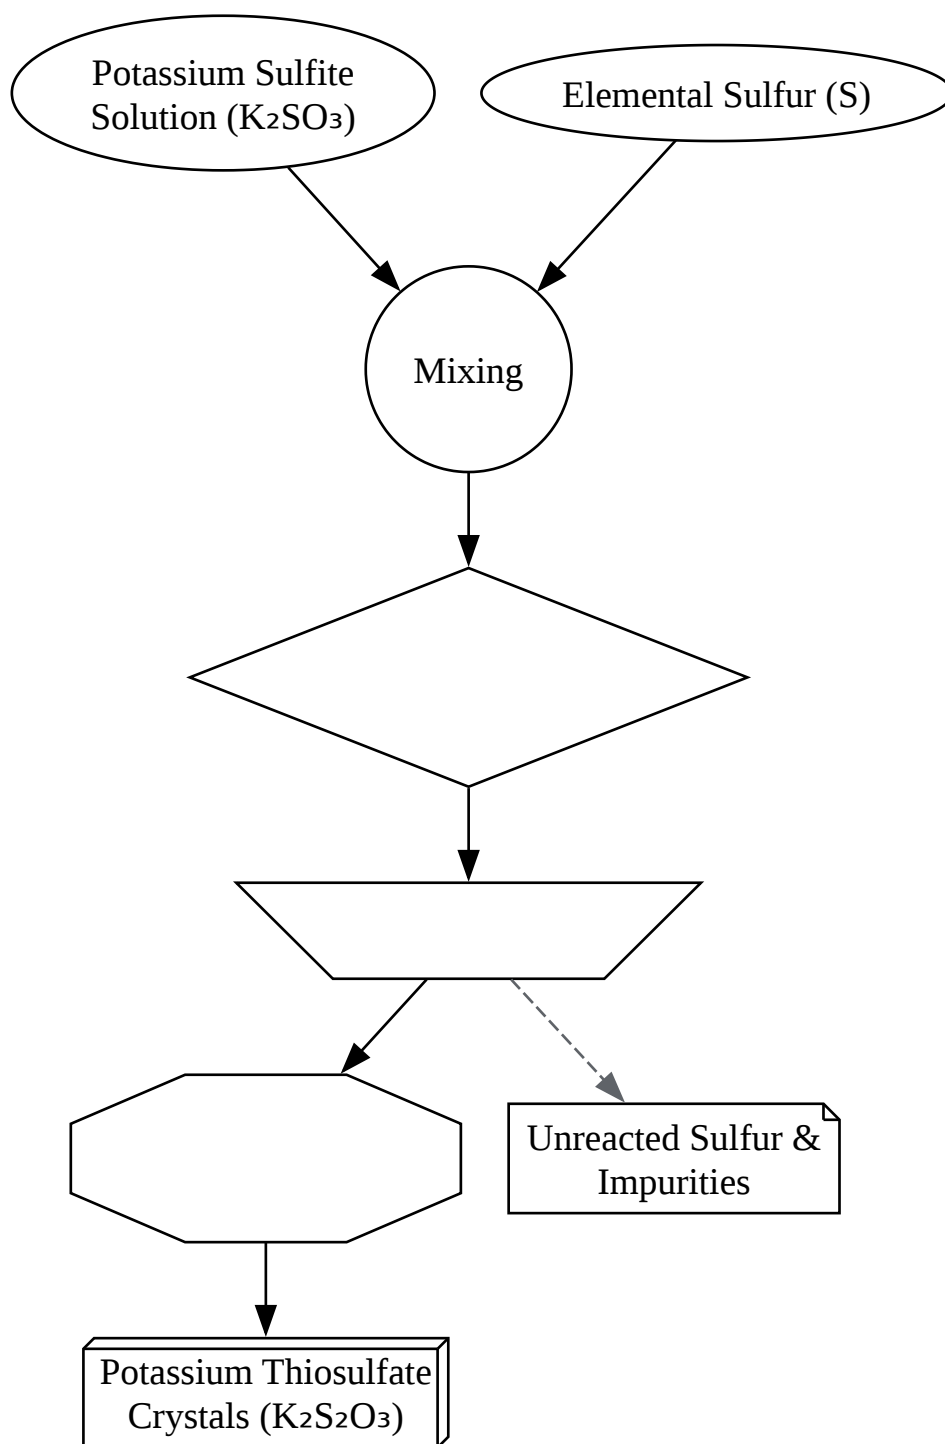 Potassium Sulfite
Solution (K₂SO₃)
Elemental Sulfur (S)
Mixing
Unreacted Sulfur &
Impurities
Potassium Thiosulfate
Crystals (K₂S₂O₃)